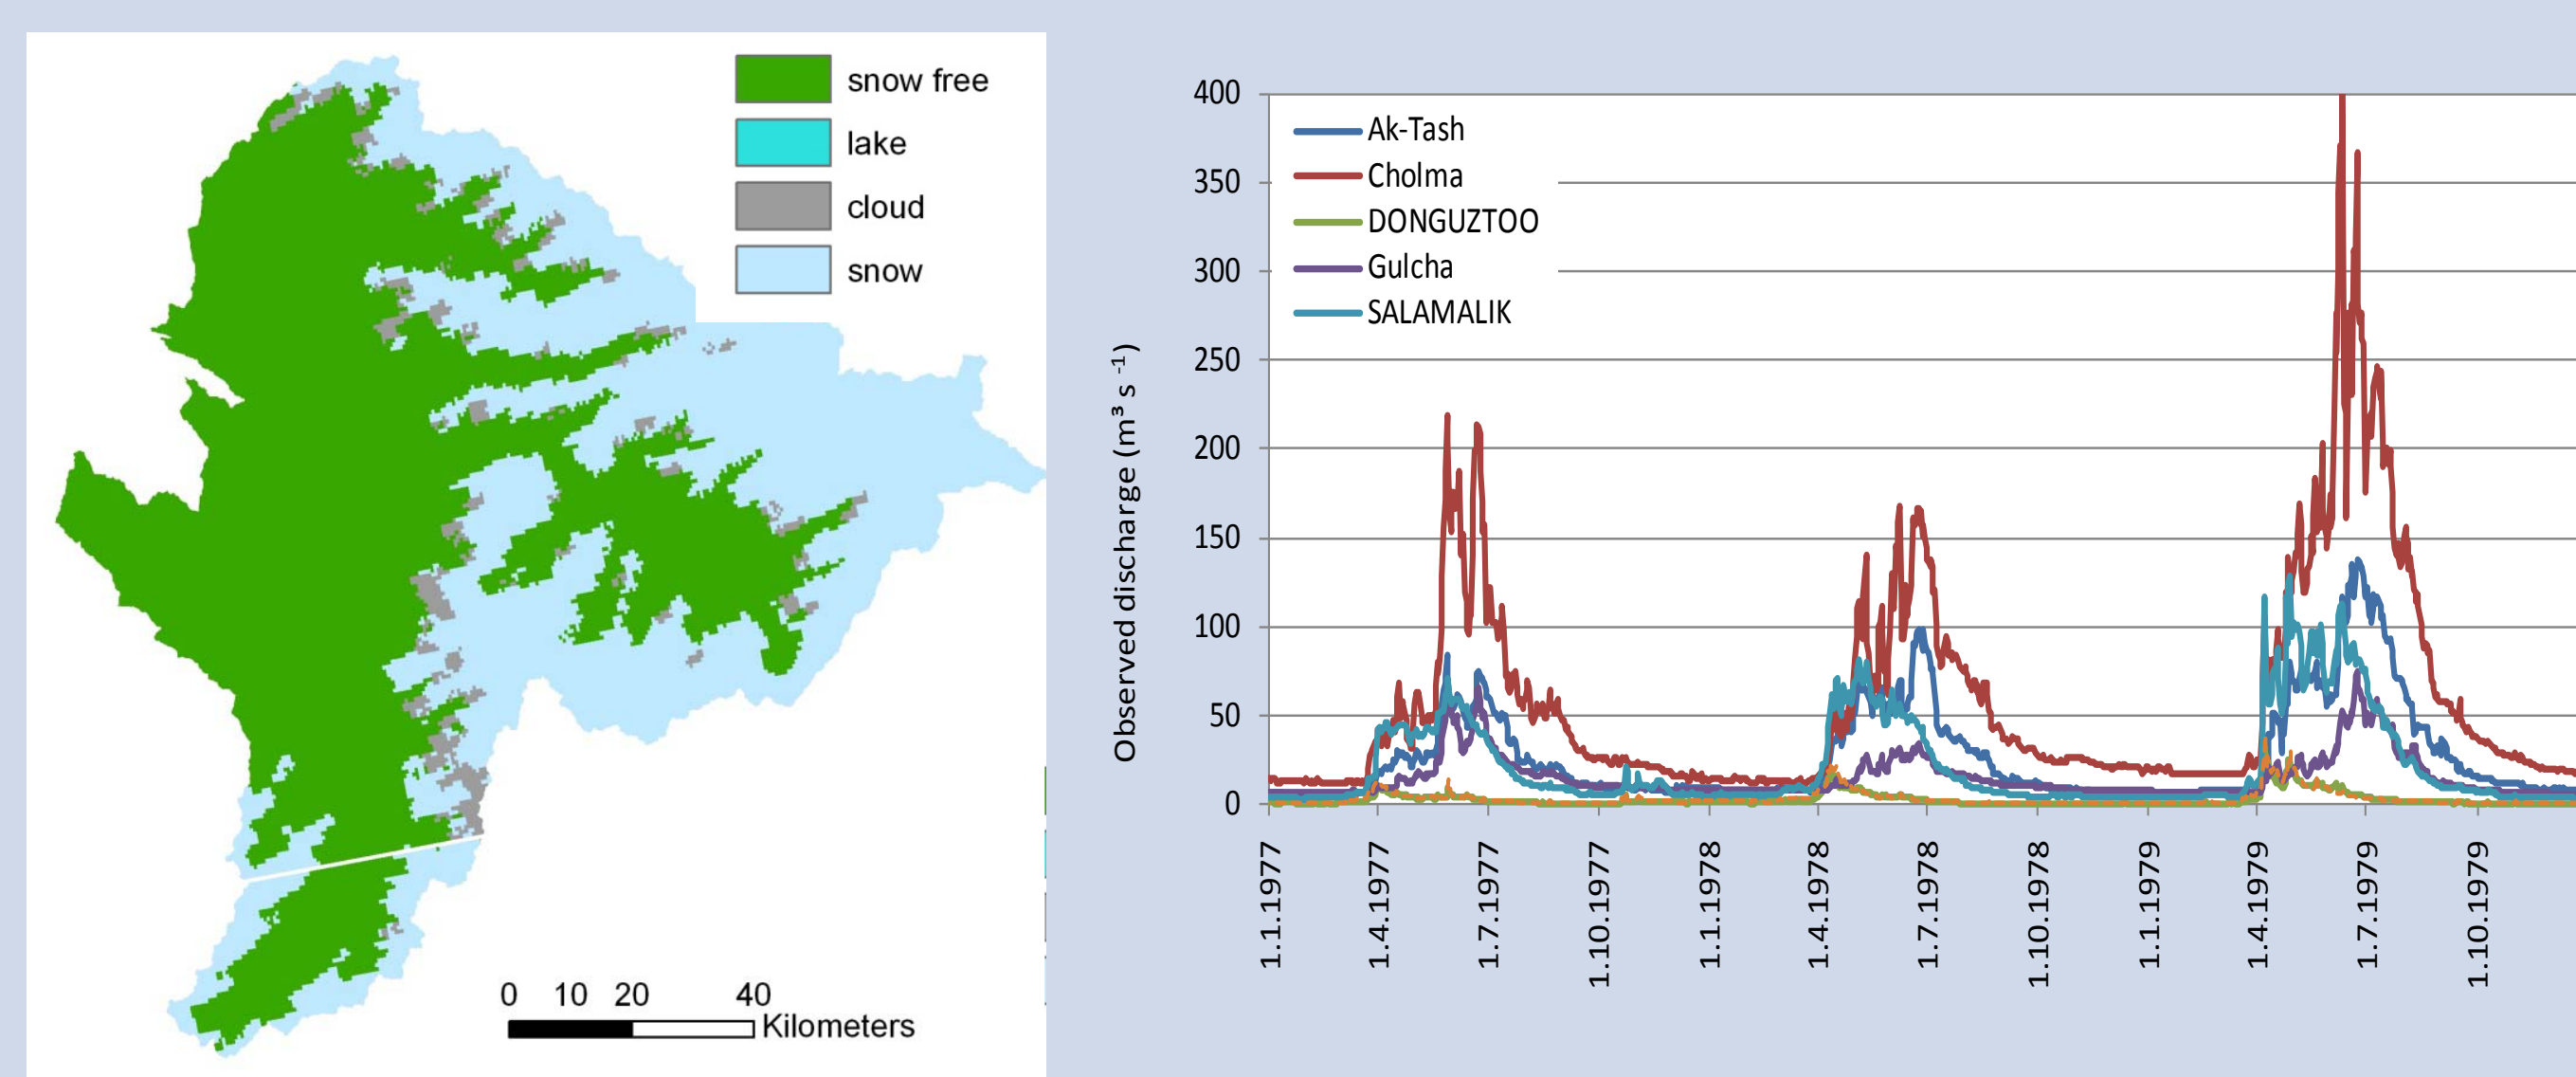 snow free
lake
cloud
snow
0 10 20 40
Kilometers
Observed discharge (m³ s -1)
400
350
300
250
200
150
100
50
0
Ak-Tash
Cholma
DONGUZTOO
Gulcha
SALAMALIK
1.1.1977
1.4.1977
1.7.1977
1.10.1977
1.1.1978
1.4.1978
1.7.1978
1.10.1978
1.1.1979
1.4.1979
1.7.1979
1.10.1979